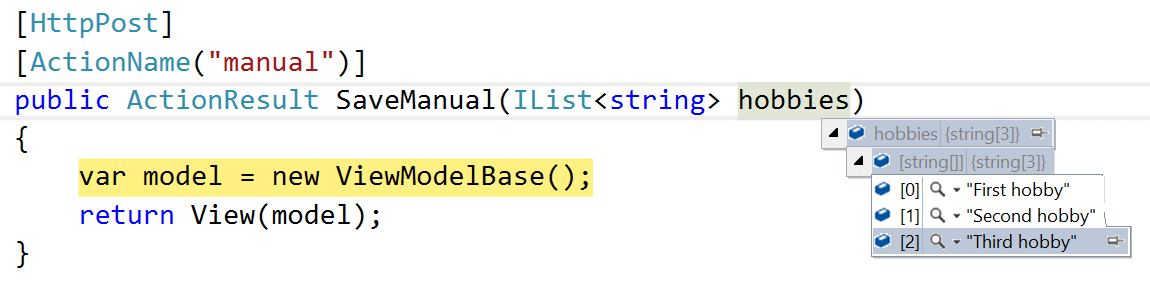 [HttpPost]
[ActionName("manual")]
public ActionResult SaveManual(IList<string> hobbies)
{
hobbies {string[3]}
[string[]] {string[3]}
var model = new ViewModelBase();
[0] "First hobby"
return View(model);
[1] "Second hobby"
[2] "Third hobby"
}